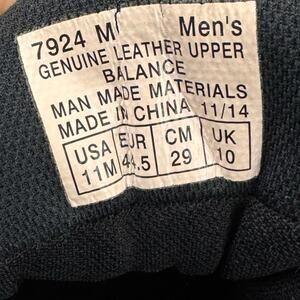 7924 M Men's
GENUINE LEATHER UPPER
BALANCE
MAN MADE MATERIALS
MADE IN CHINA 11/14
USA EUR CM UK
11M 44.5 29 10